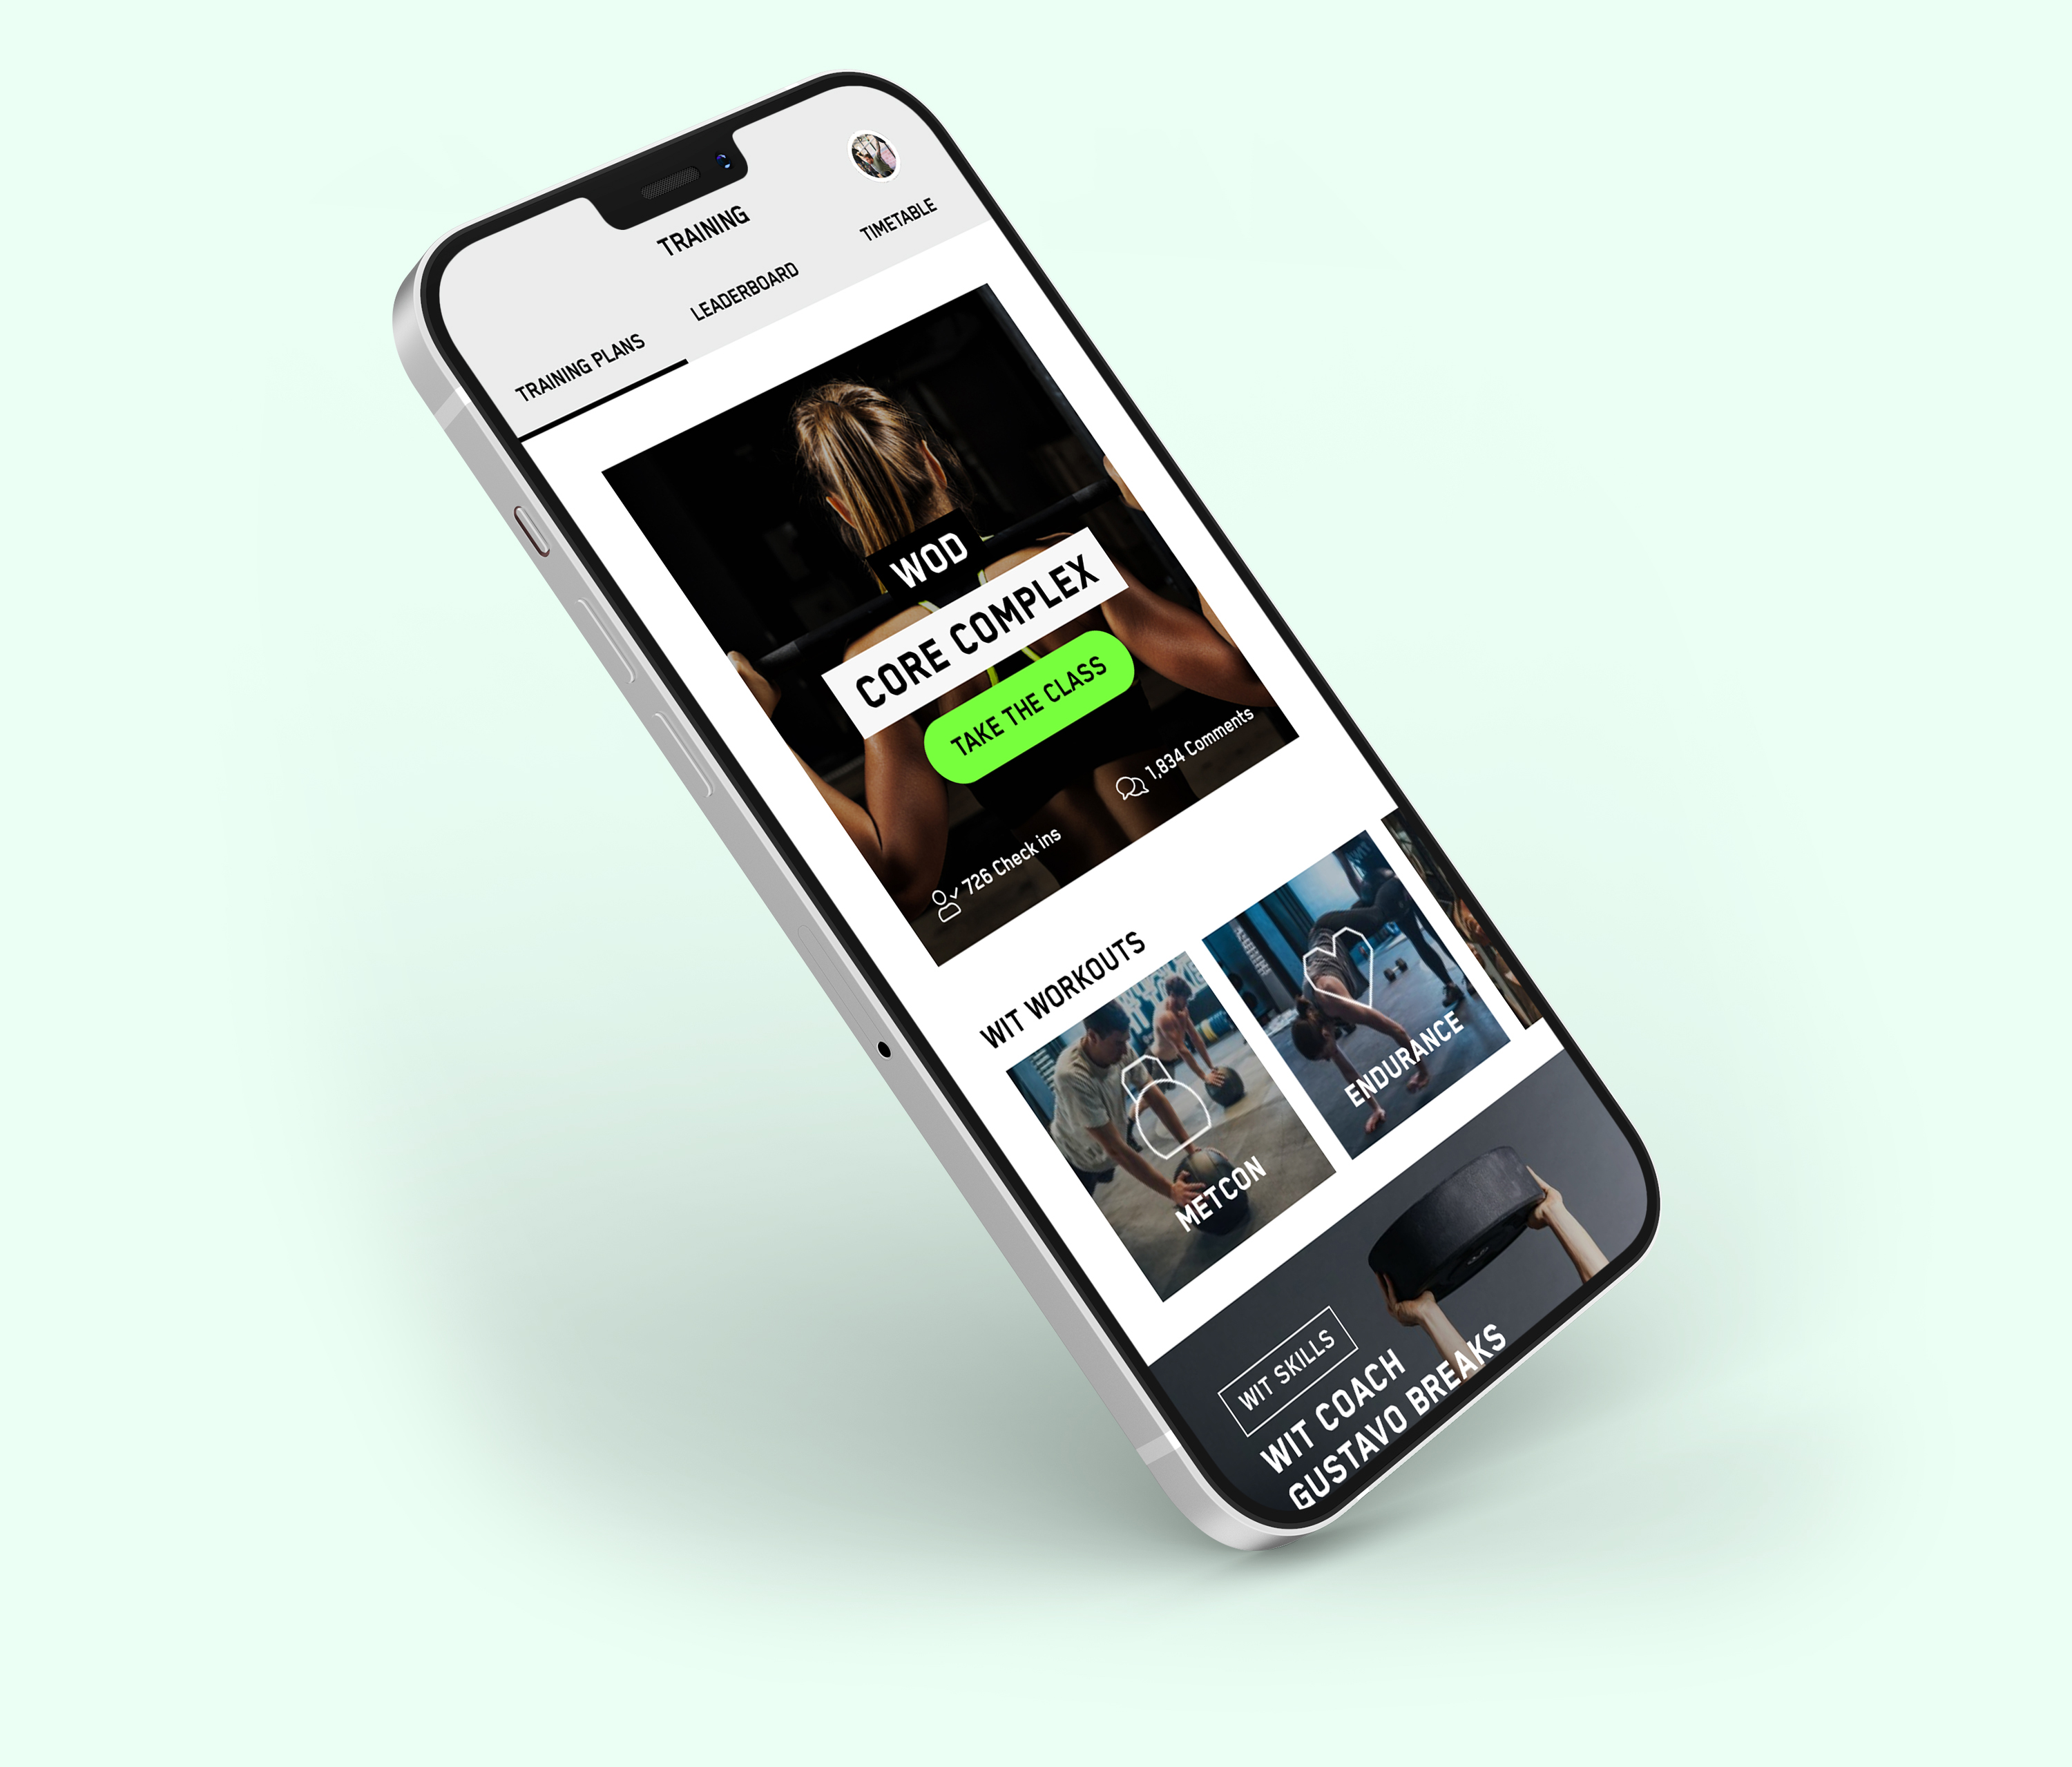 TRAINING
TRAINING PLANS
LEADERBOARD
TIMETABLE
WOD
CORE COMPLEX
TAKE THE CLASS
726 Check ins
1,834 Comments
WIT WORKOUTS
METCON
ENDURANCE
WIT SKILLS
WIT COACH
GUSTAVO BREAKS